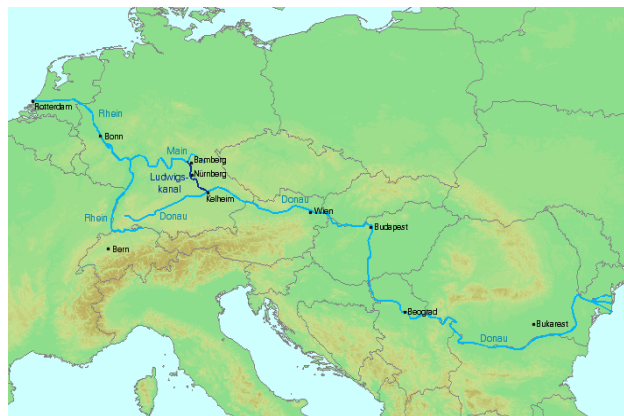 Rotterdam
Rhein
Bonn
Main
Bamberg
Nürnberg
Ludwigs-
kanal
Kelheim
Donau
Wien
Donau
Rhein
Budapest
Bern
Beograd
Bukarest
Donau